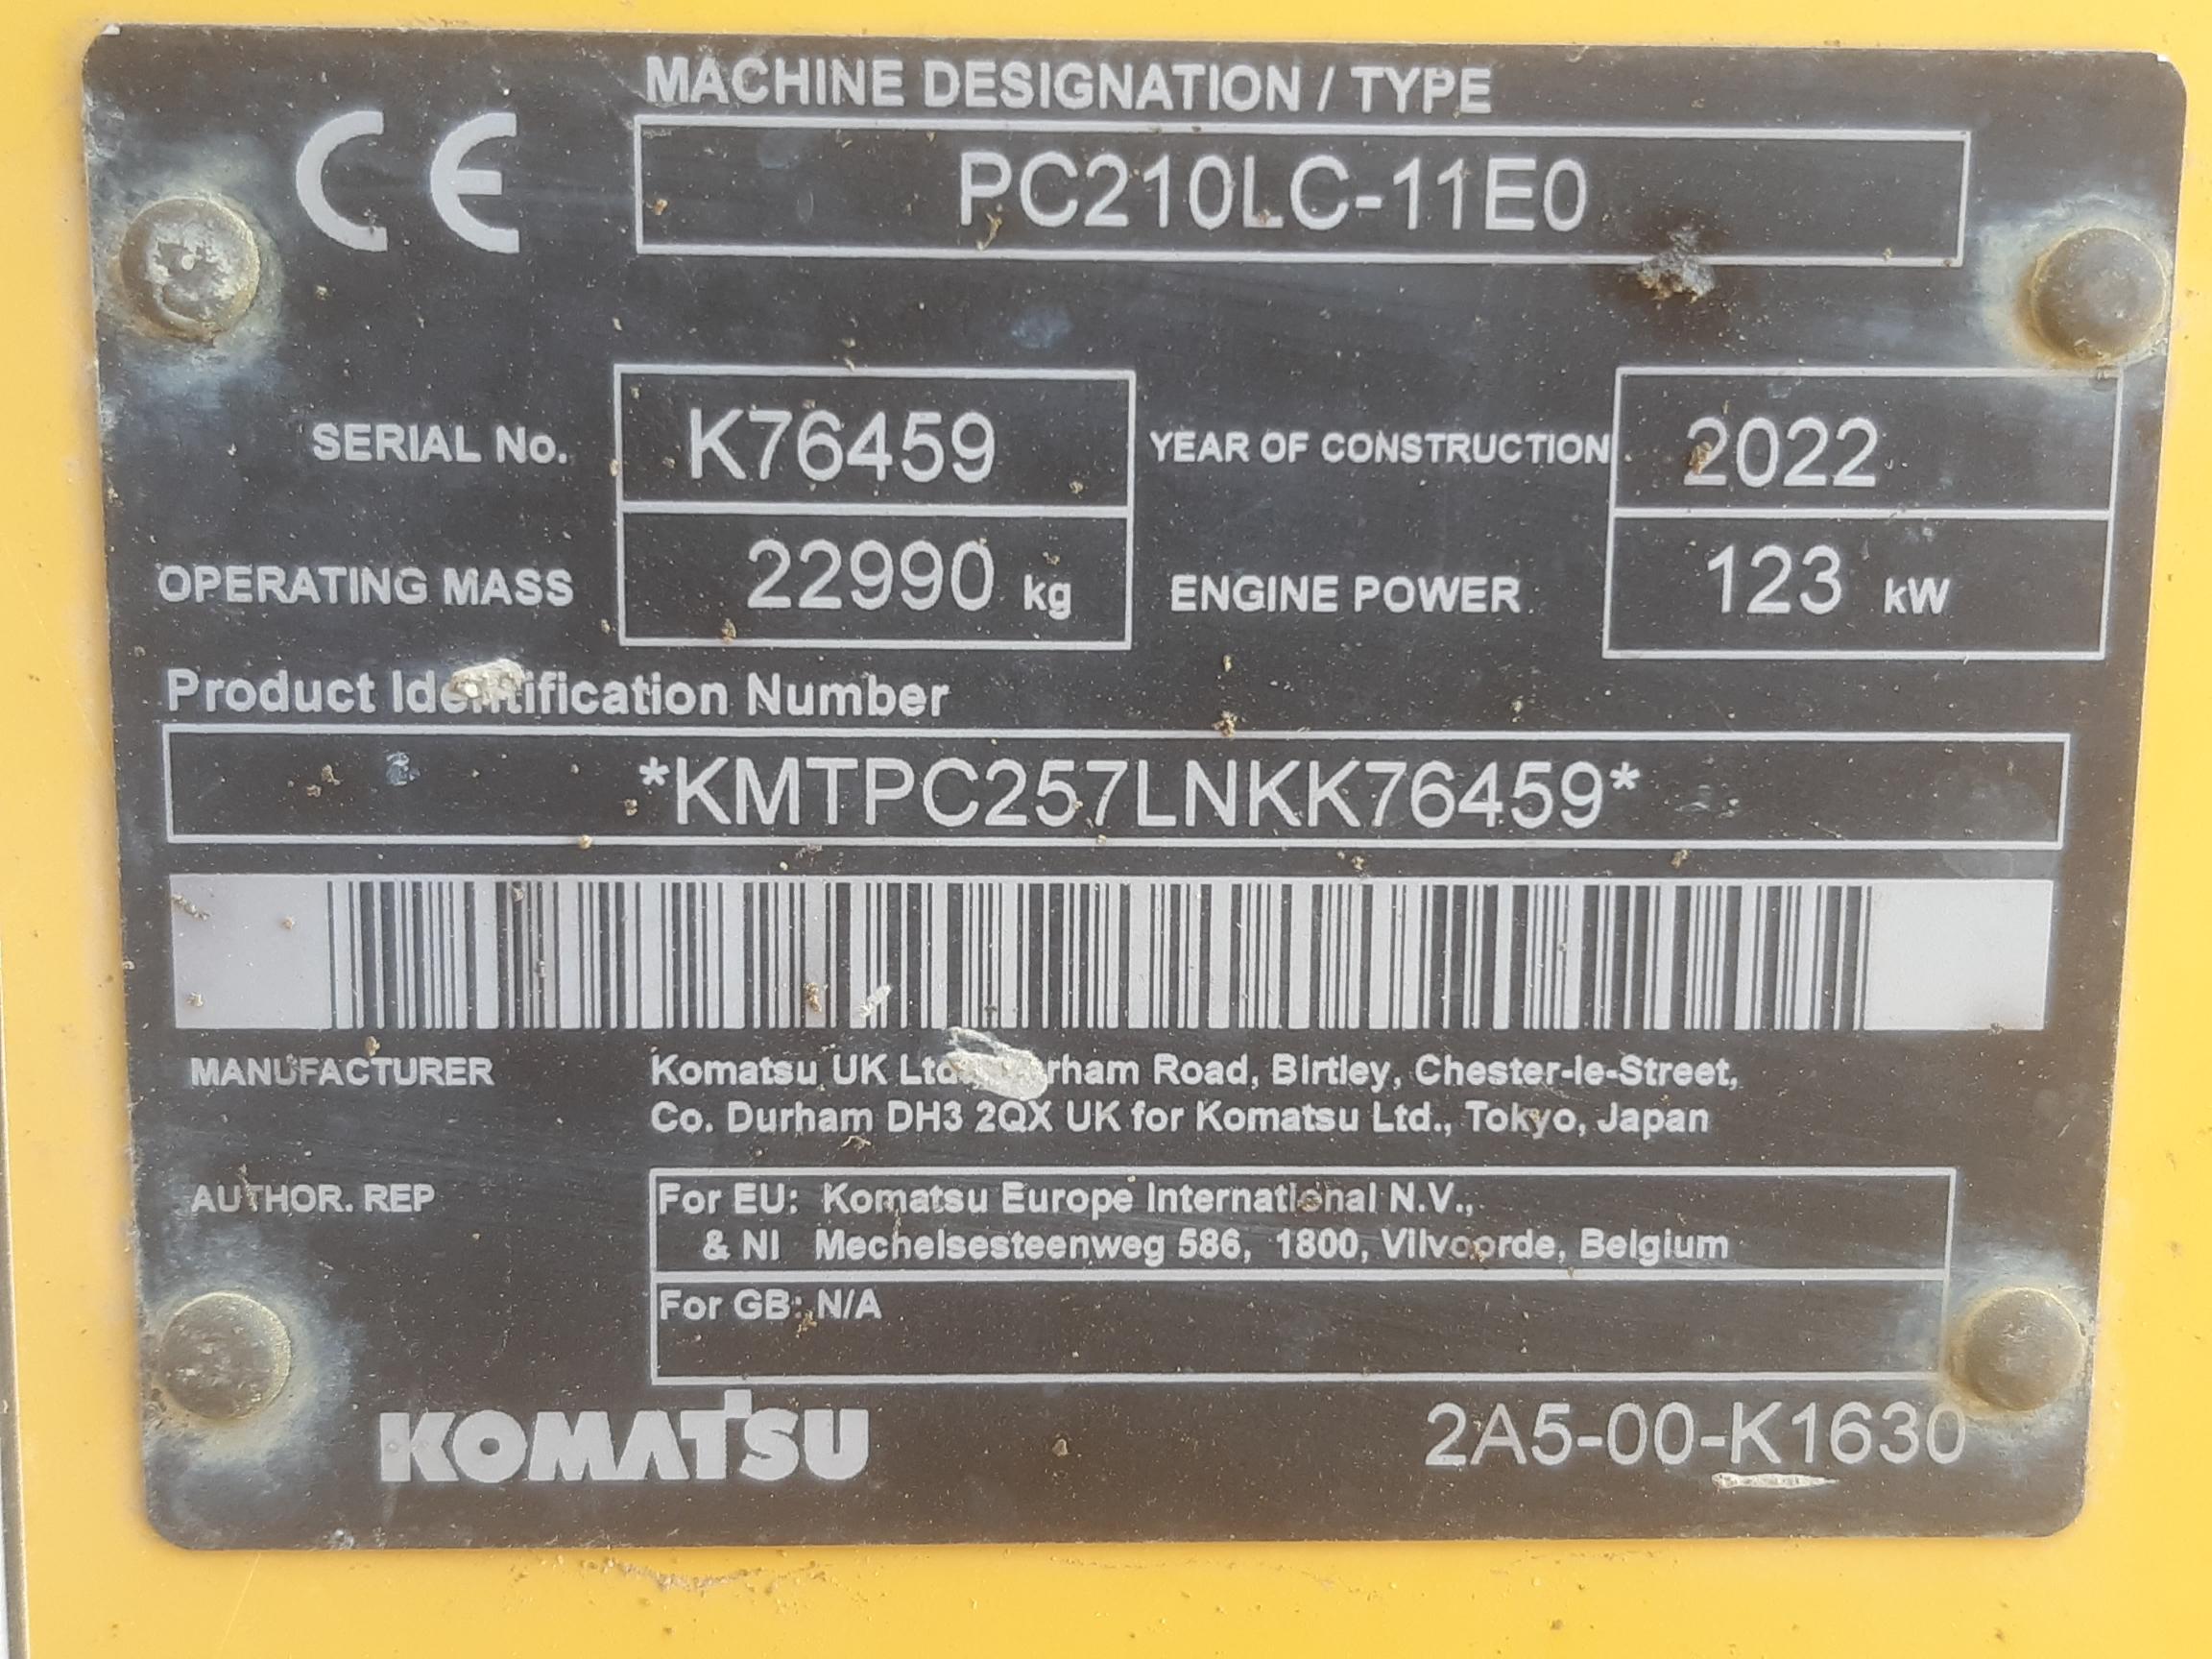 CE
MACHINE DESIGNATION / TYPE
PC210LC-11E0
SERIAL No. K76459 YEAR OF CONSTRUCTION 2022
OPERATING MASS 22990 kg ENGINE POWER 123 kW
Product Identification Number
*KMTPC257LNKK76459*
MANUFACTURER Komatsu UK Road, Birtley, Chester-le-Street,
Co. Durham DH3 2QX UK for Komatsu Ltd., Tokyo, Japan
AUTHOR. REP For EU: Komatsu Europe International N.V.,
& NI Mechelsesteenweg 586, 1800, Vilvoorde, Belgium
For GB: N/A
KOMATSU 2A5-00-K1630